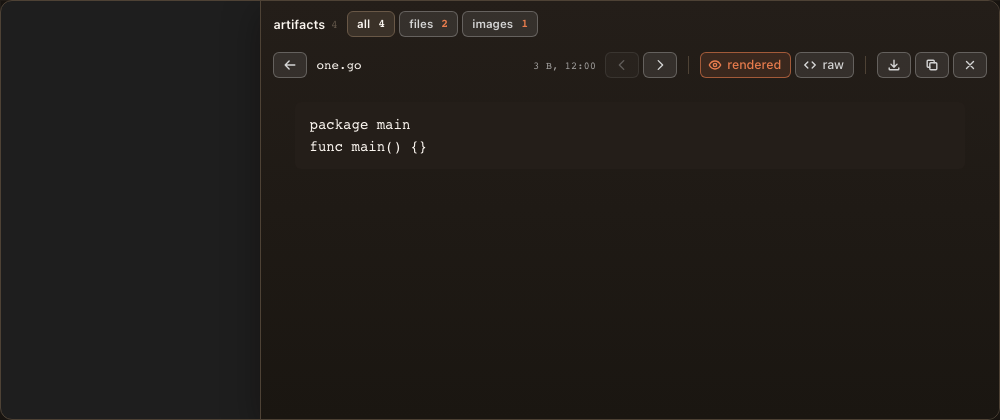 artifacts 4 all 4 files 2 images 1
one.go 3 B, 12:00 rendered raw
package main
func main() {}